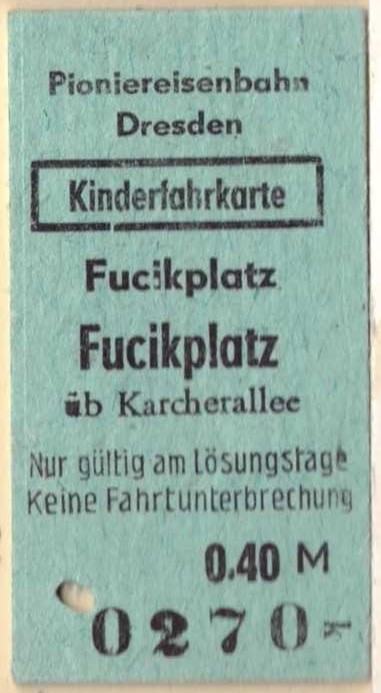 Pioniereisenbahn
Dresden
Kinderfahrkarte
Fucikplatz
Fucikplatz
üb Karcherallee
Nur gültig am Lösungstage
Keine Fahrtunterbrechung
0.40 M
0270